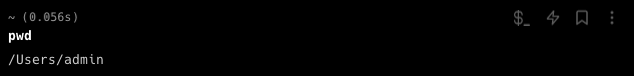 ~ (0.056s)
pwd
/Users/admin